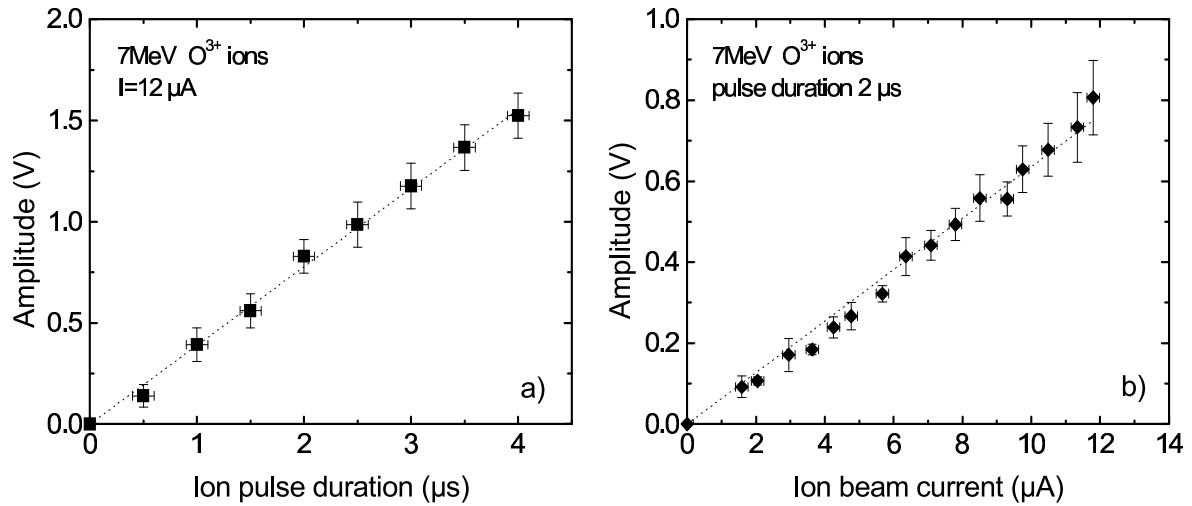 7MeV O³⁺ ions
I=12 µA
Amplitude (V)
2.0
1.5
1.0
0.5
0.0
0 1 2 3 4
Ion pulse duration (µs)
a)
7MeV O³⁺ ions
pulse duration 2 µs
Amplitude (V)
1.0
0.8
0.6
0.4
0.2
0.0
0 2 4 6 8 10 12 14
Ion beam current (µA)
b)